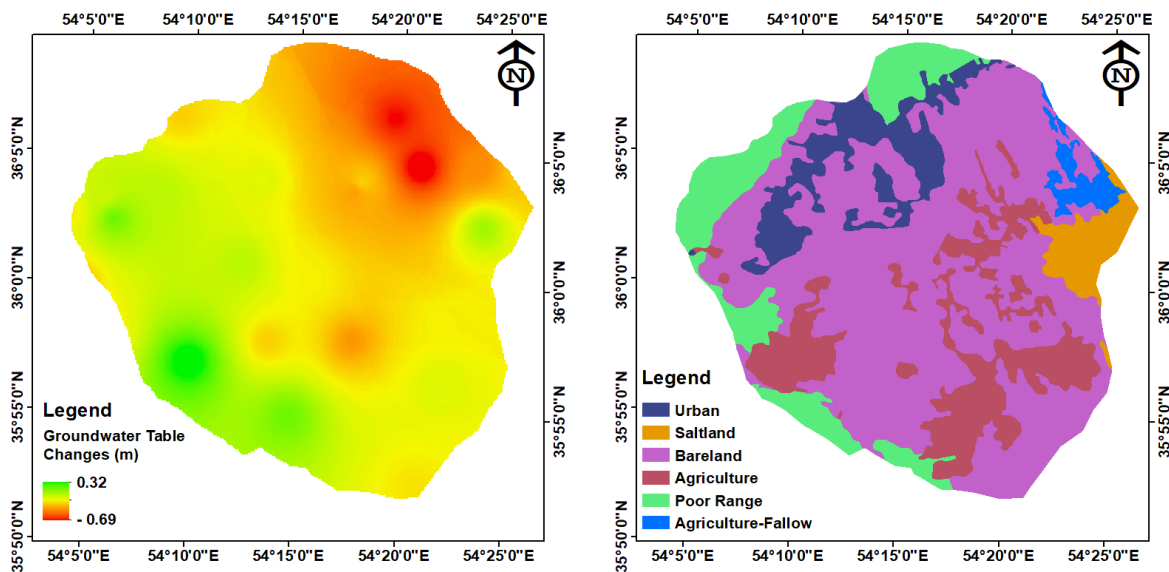 54°5'0"E 54°10'0"E 54°15'0"E 54°20'0"E 54°25'0"E
N
36°5'0"N
36°0'0"N
35°55'0"N
35°50'0"N
36°5'0"N
36°0'0"N
35°55'0"N
Legend
Groundwater Table
Changes (m)
0.32
- 0.69
54°5'0"E 54°10'0"E 54°15'0"E 54°20'0"E 54°25'0"E
54°5'0"E 54°10'0"E 54°15'0"E 54°20'0"E 54°25'0"E
N
36°5'0"N
36°0'0"N
35°55'0"N
35°50'0"N
36°5'0"N
36°0'0"N
35°55'0"N
Legend
Urban
Saltland
Bareland
Agriculture
Poor Range
Agriculture-Fallow
54°5'0"E 54°10'0"E 54°15'0"E 54°20'0"E 54°25'0"E